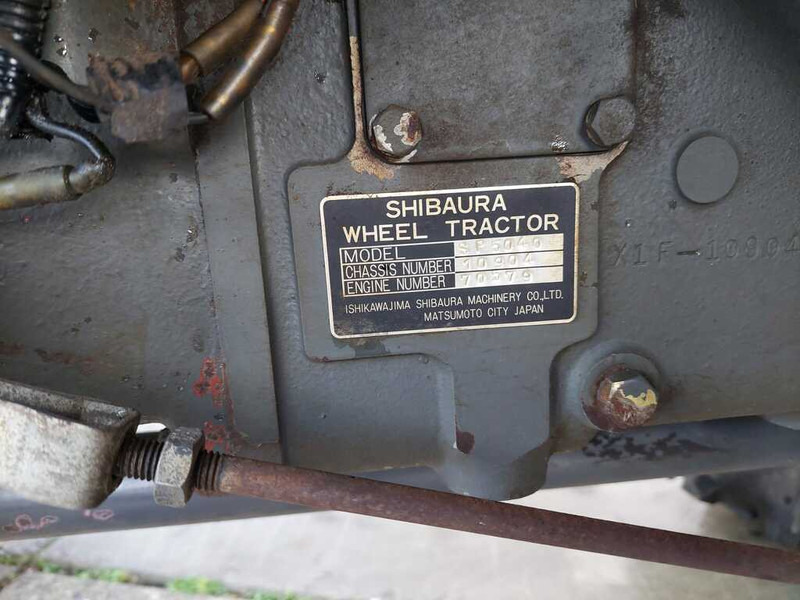 SHIBAURA
WHEEL TRACTOR
MODEL
CHASSIS NUMBER 10904
ENGINE NUMBER
ISHIKAWAJIMA SHIBAURA MACHINERY CO.,LTD.
MATSUMOTO CITY JAPAN
X1F-10904